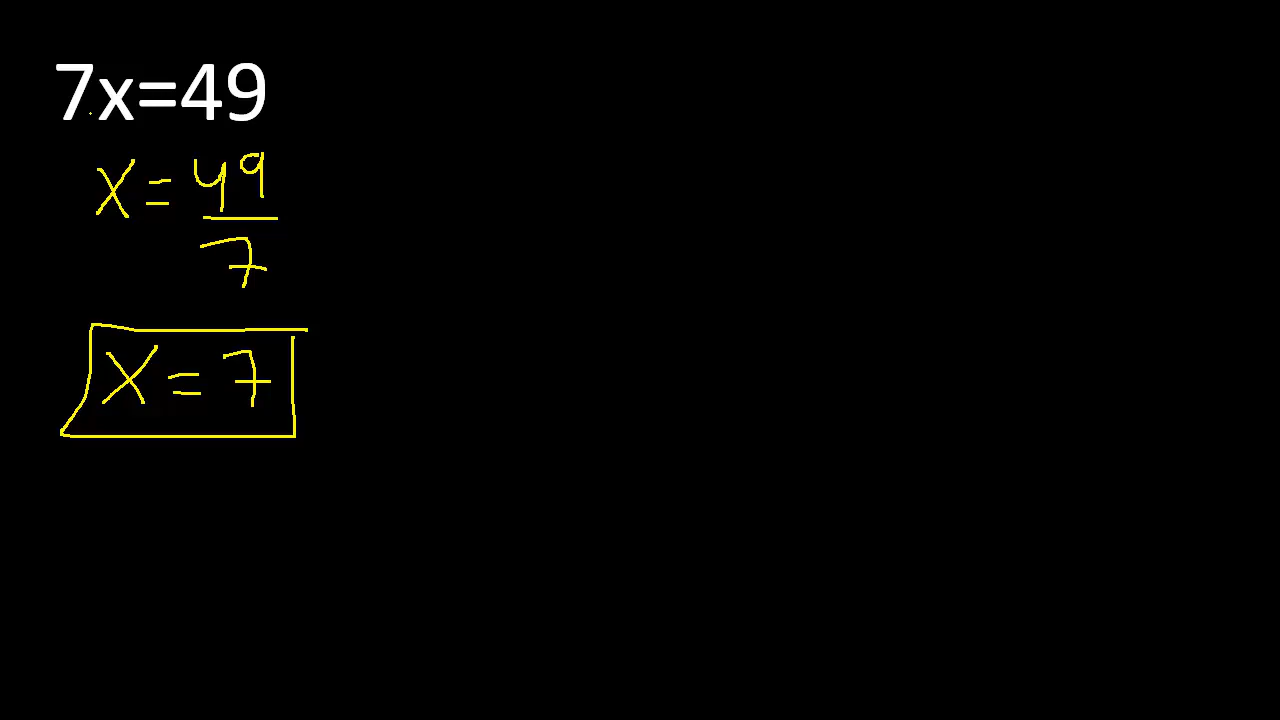 7x=49
x = 49/7
x = 7